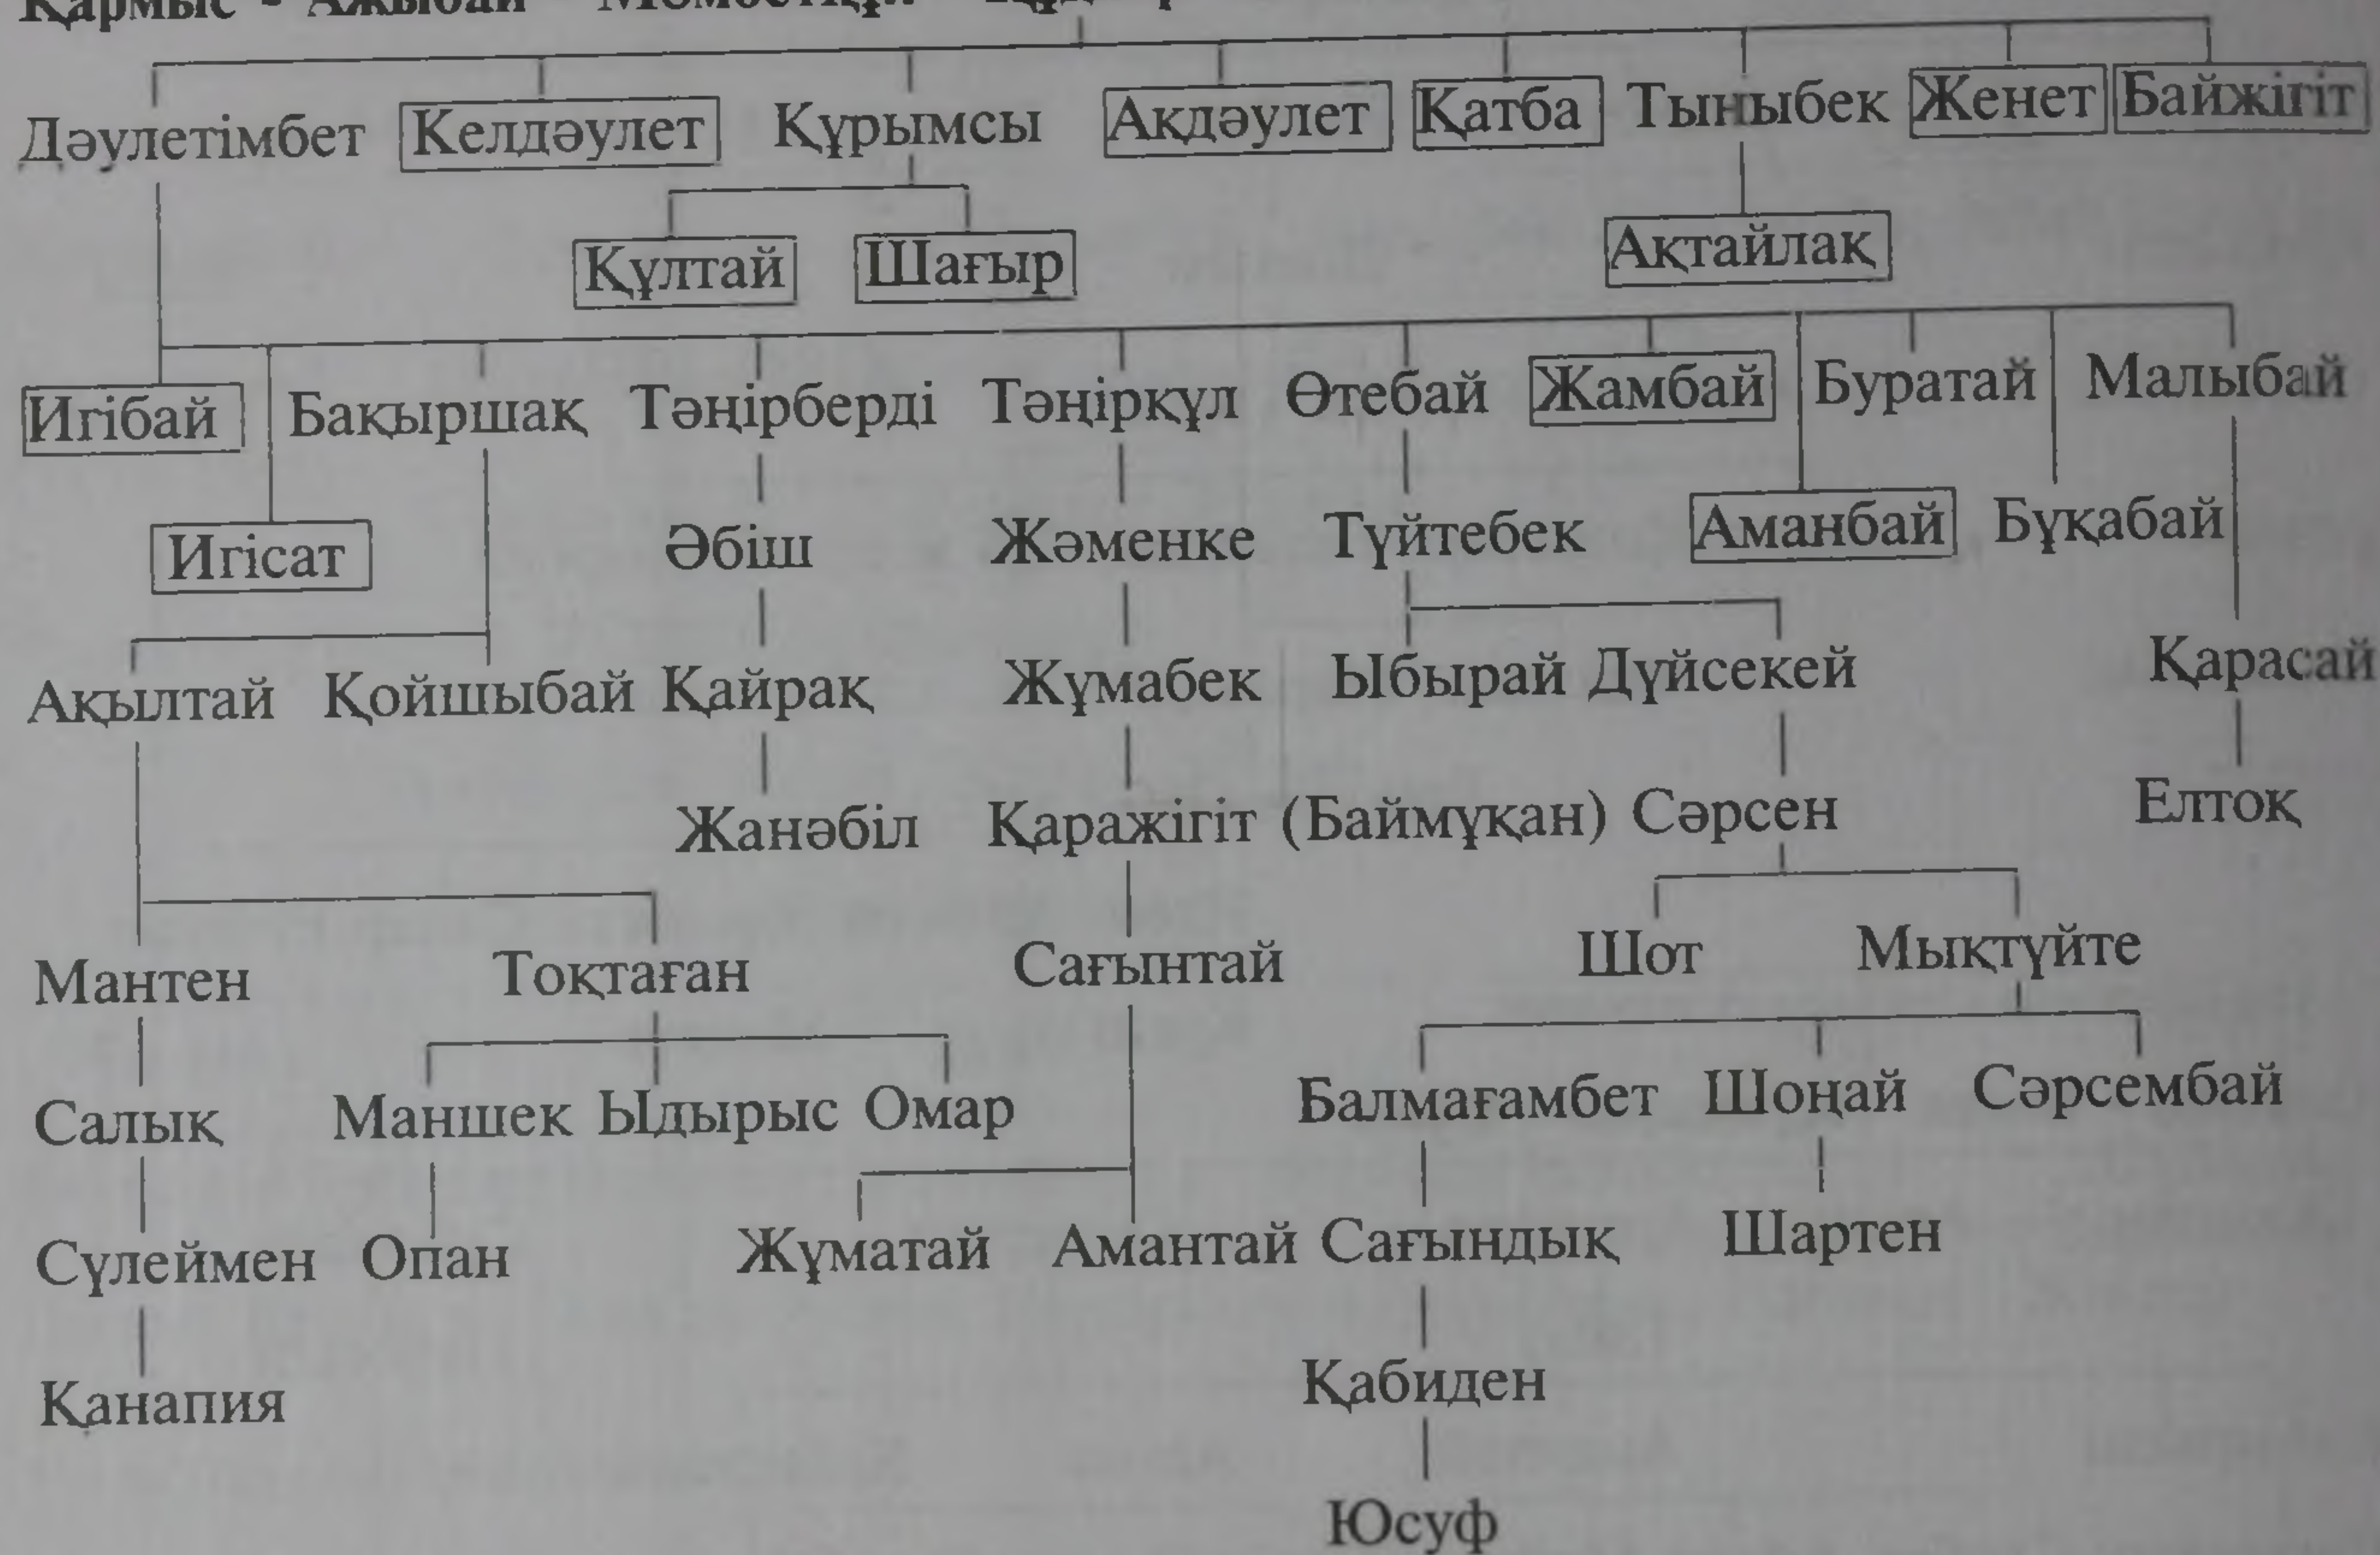 Қармыс - Ажыбай
Дәулетімбет Келдәулет Құрымсы Ақдәулет Қатба Тыныбек Женет Байжігіт
Құлтай Шағыр Ақтайлақ
Игібай Бақыршақ Тәңірберді Тәңірқұл Өтебай Жамбай Буратай Малыбай
Игісат Әбіш Жәменке Түйтебек Аманбай Бұқабай
Ақылтай Қойшыбай Қайрақ Жұмабек Ыбырай Дүйсекей Қарасай
Жанәбіл Қаражігіт (Баймұқан) Сәрсен Елтоқ
Мантен Тоқтаған Сағынтай Шот Мықтүйте
Салық Маншек Ыдырыс Омар Балмағамбет Шоңай Сәрсембай
Сүлеймен Опан Жұматай Амантай Сағындық Шартен
Қанапия Қабиден
Юсуф